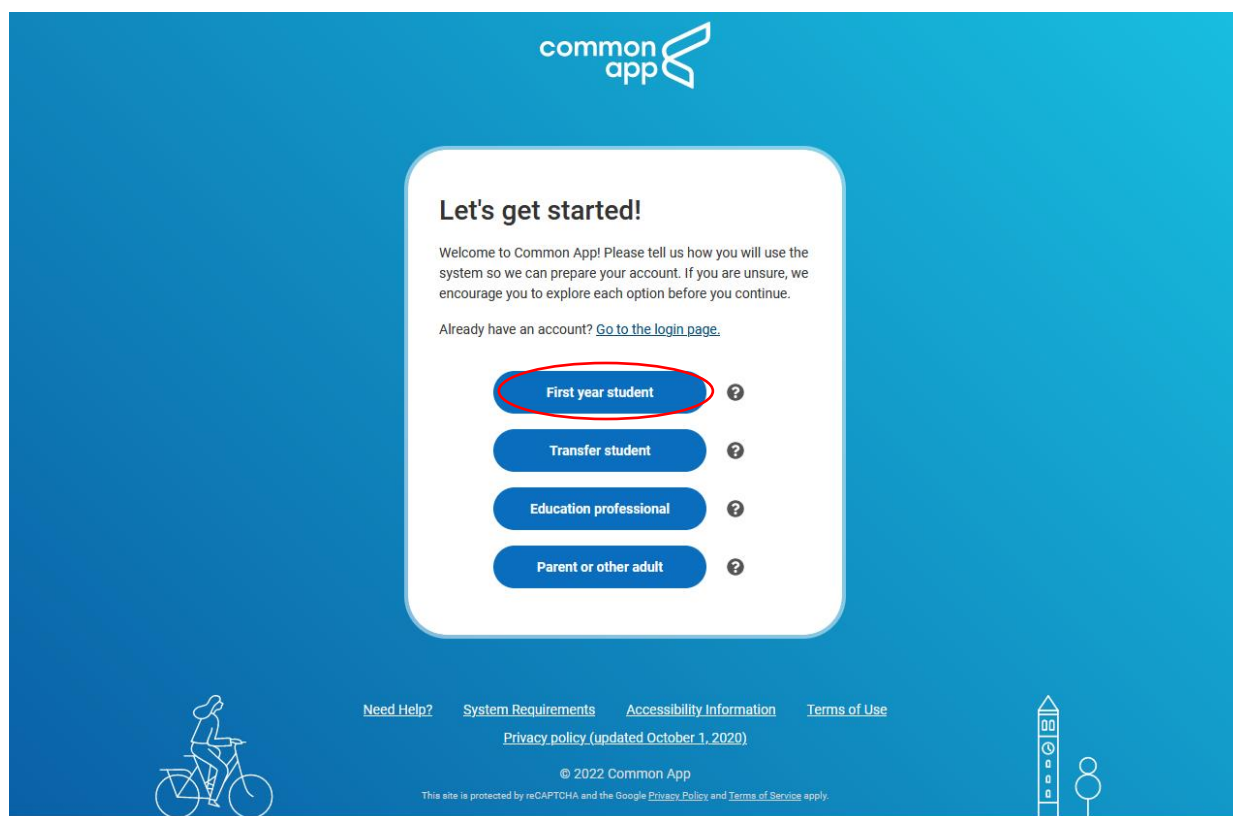 common
app
Let's get started!
Welcome to Common App! Please tell us how you will use the
system so we can prepare your account. If you are unsure, we
encourage you to explore each option before you continue.
Already have an account? Go to the login page.
First year student
?
Transfer student
?
Education professional
?
Parent or other adult
?
Need Help? System Requirements Accessibility Information Terms of Use
Privacy policy (updated October 1, 2020)
© 2022 Common App
This site is protected by reCAPTCHA and the Google Privacy Policy and Terms of Service apply.